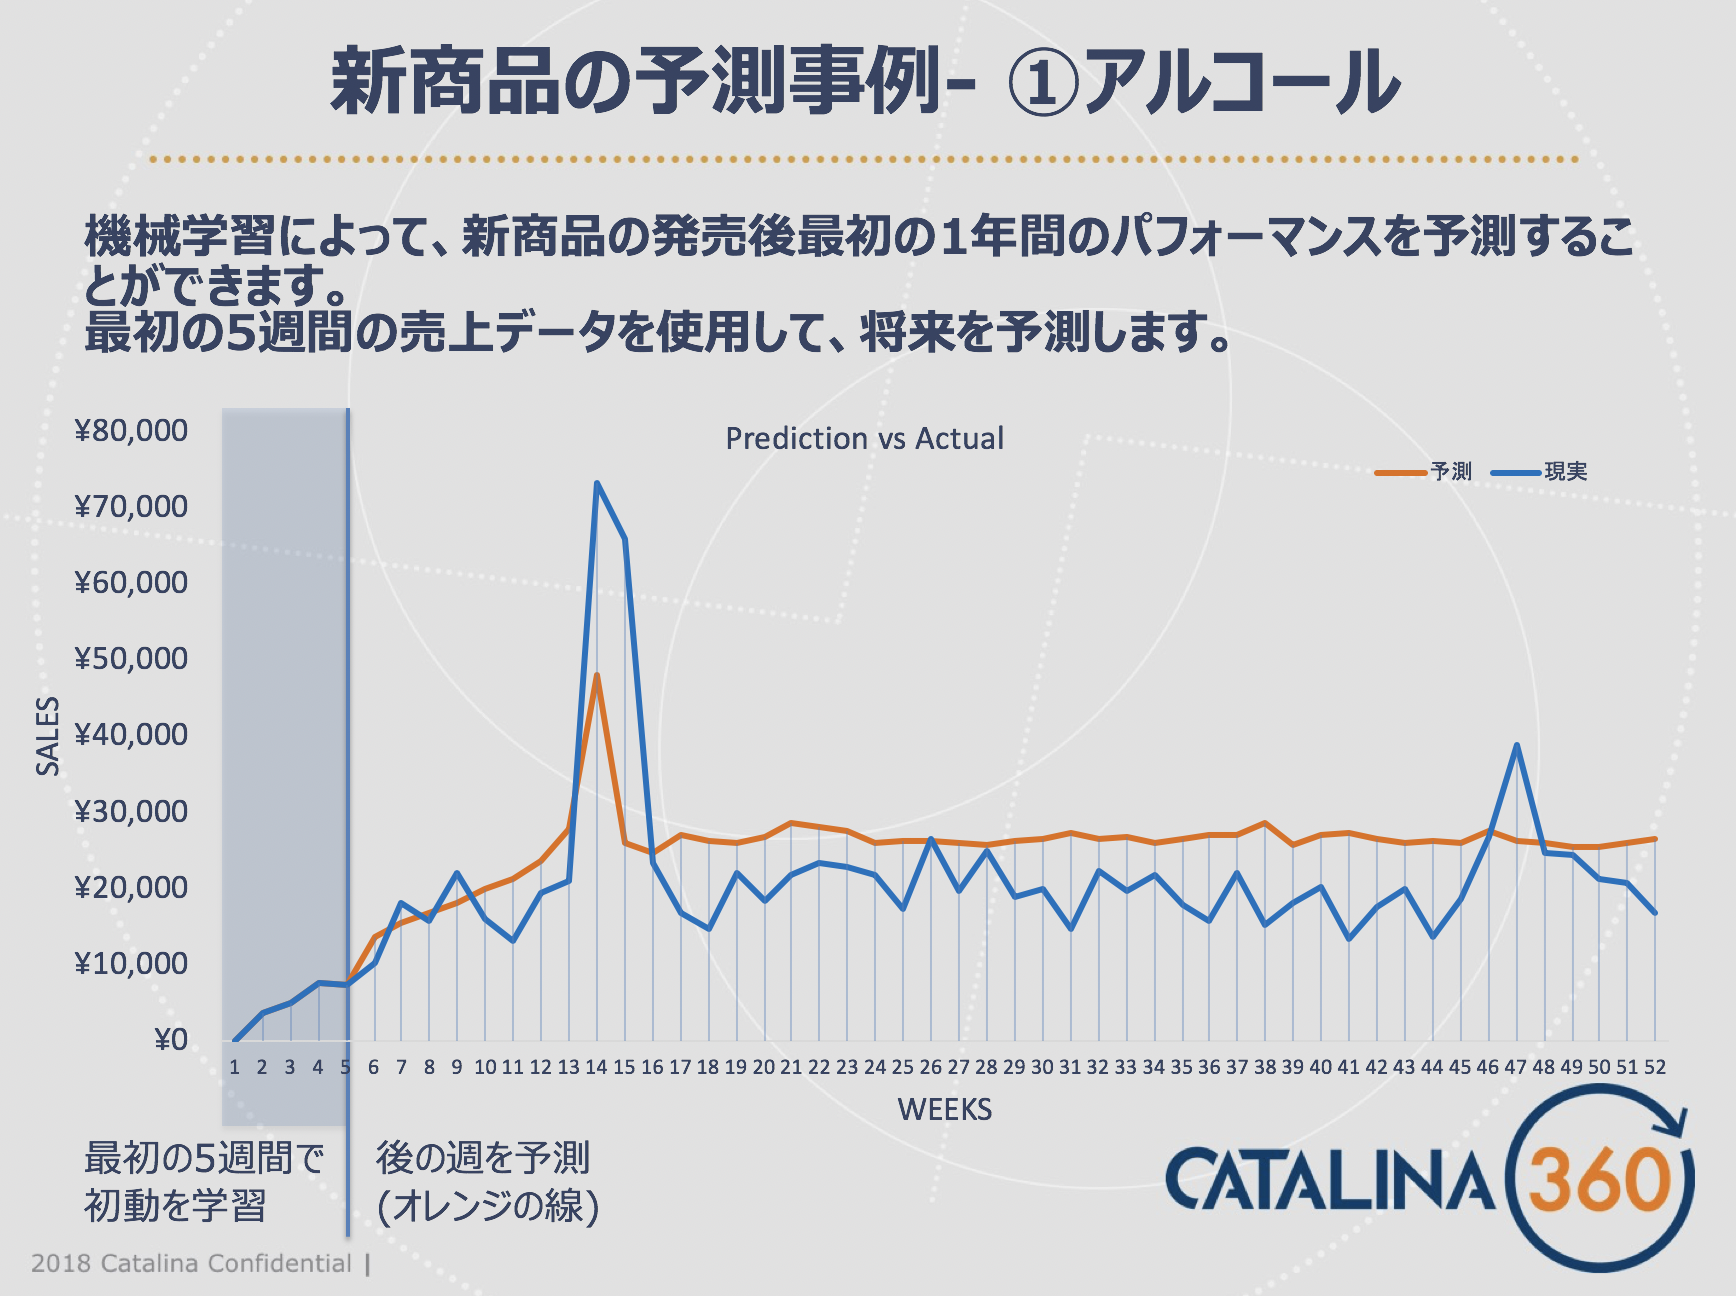 新商品の予測事例- ①アルコール
機械学習によって、新商品の発売後最初の1年間のパフォーマンスを予測するこ
とができます。
最初の5週間の売上データを使用して、将来を予測します。
Prediction vs Actual
予測 現実
¥80,000
¥70,000
¥60,000
¥50,000
¥40,000
¥30,000
¥20,000
¥10,000
¥0
SALES
1 2 3 4 5 6 7 8 9 10 11 12 13 14 15 16 17 18 19 20 21 22 23 24 25 26 27 28 29 30 31 32 33 34 35 36 37 38 39 40 41 42 43 44 45 46 47 48 49 50 51 52
WEEKS
最初の5週間で
初動を学習
後の週を予測
(オレンジの線)
CATALINA 360
2018 Catalina Confidential |